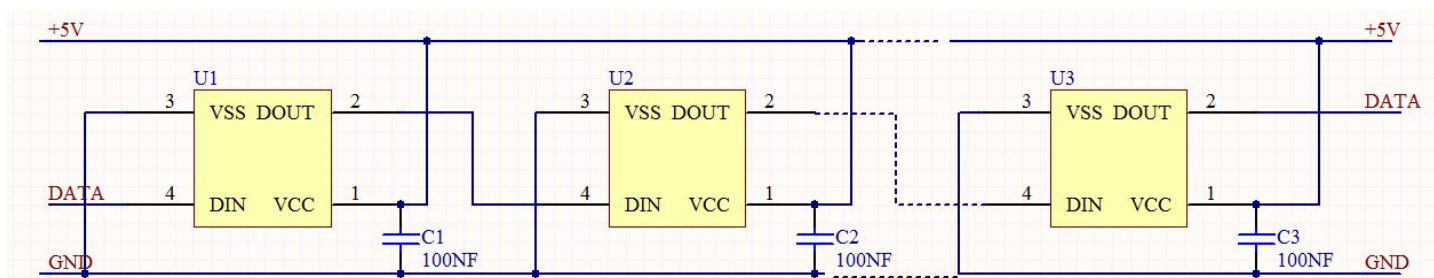 +5V +5V
U1 U2 U3
3 VSS DOUT 2 3 VSS DOUT 2 3 VSS DOUT 2 DATA
DATA 4 DIN VCC 1 4 DIN VCC 1 4 DIN VCC 1
C1 C2 C3
GND 100NF 100NF 100NF GND